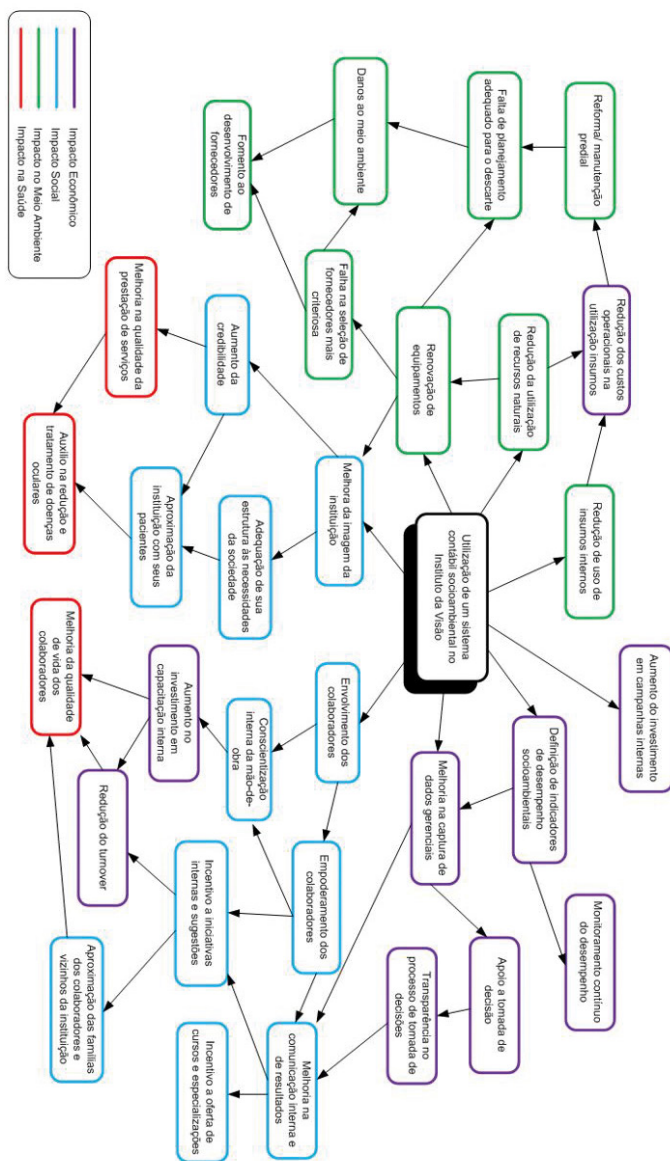 Aumento do investimento
em campanhas internas
Monitoramento contínuo
do desempenho
Redução de uso de
insumos internos
Definição de indicadores
de desempenho
socioambientais
Apoio a tomada de
decisão
Redução dos custos
operacionais na
utilização insumos
Utilização de um sistema
contábil socioambiental no
Instituto da Visão
Melhoria na captura de
dados gerenciais
Transparência no
processo de tomada de
decisões
Reforma/ manutenção
predial
Redução da utilização
de recursos naturais
Melhoria na
comunicação interna e
de resultados
Renovação de
equipamentos
Melhora da imagem da
instituição
Envolvimento dos
colaboradores
Empoderamento dos
colaboradores
Incentivo a oferta de
cursos e especializações
Falta de planejamento
adequado para o descarte
Falha na seleção de
fornecedores mais
criteriosa
Adequação de sua
estrutura às necessidades
da sociedade
Conscientização
interna da mão-de-
obra
Incentivo a iniciativas
internas e sugestões
Danos ao meio ambiente
Aumento da
credibilidade
Aproximação da
instituição com seus
pacientes
Aumento no
investimento em
capacitação interna
Redução do turnover
Aproximação das famílias
dos colaboradores e
vizinhos da instituição
Fomento ao
desenvolvimento de
fornecedores
Melhoria na qualidade da
prestação de serviços
Auxílio na redução e
tratamento de doenças
oculares
Melhoria da qualidade
de vida dos
colaboradores
Impacto Econômico
Impacto Social
Impacto no Meio Ambiente
Impacto na Saúde